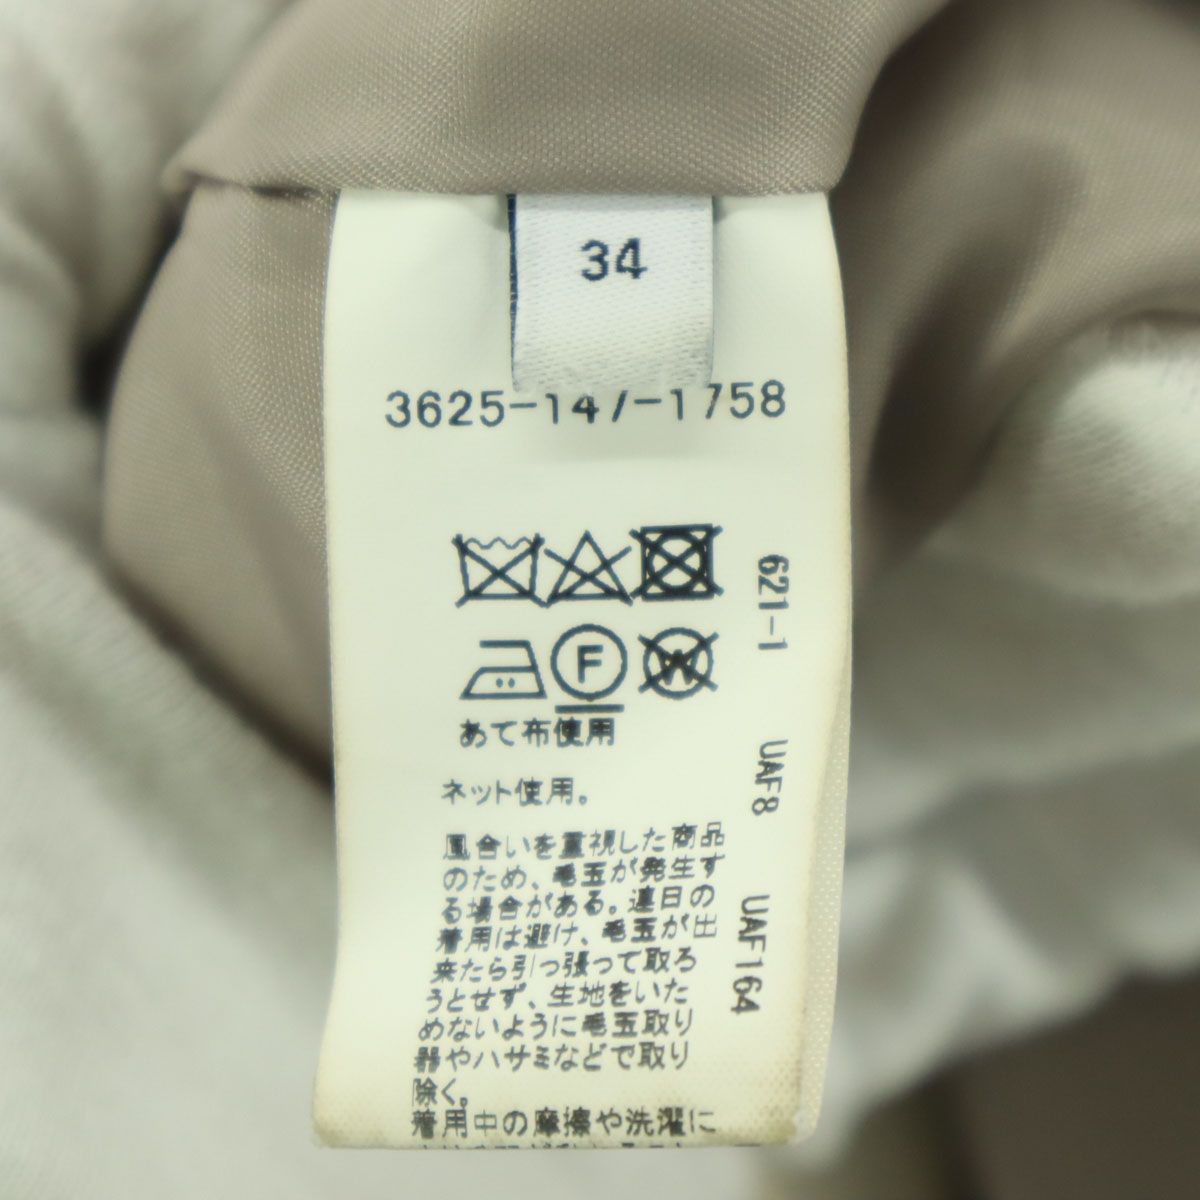 34
3625-147-1758
F
W
あて布使用
ネット使用。
風合いを重視した商品
のため、毛玉が発生す
る場合がある。連日の
着用は避け、毛玉が出
来たら引っ張って取ろ
うとせず、生地をいた
めないように毛玉取り
器やハサミなどで取り
除く。
着用中の摩擦や洗濯に
621-1
UAF8
UAF164